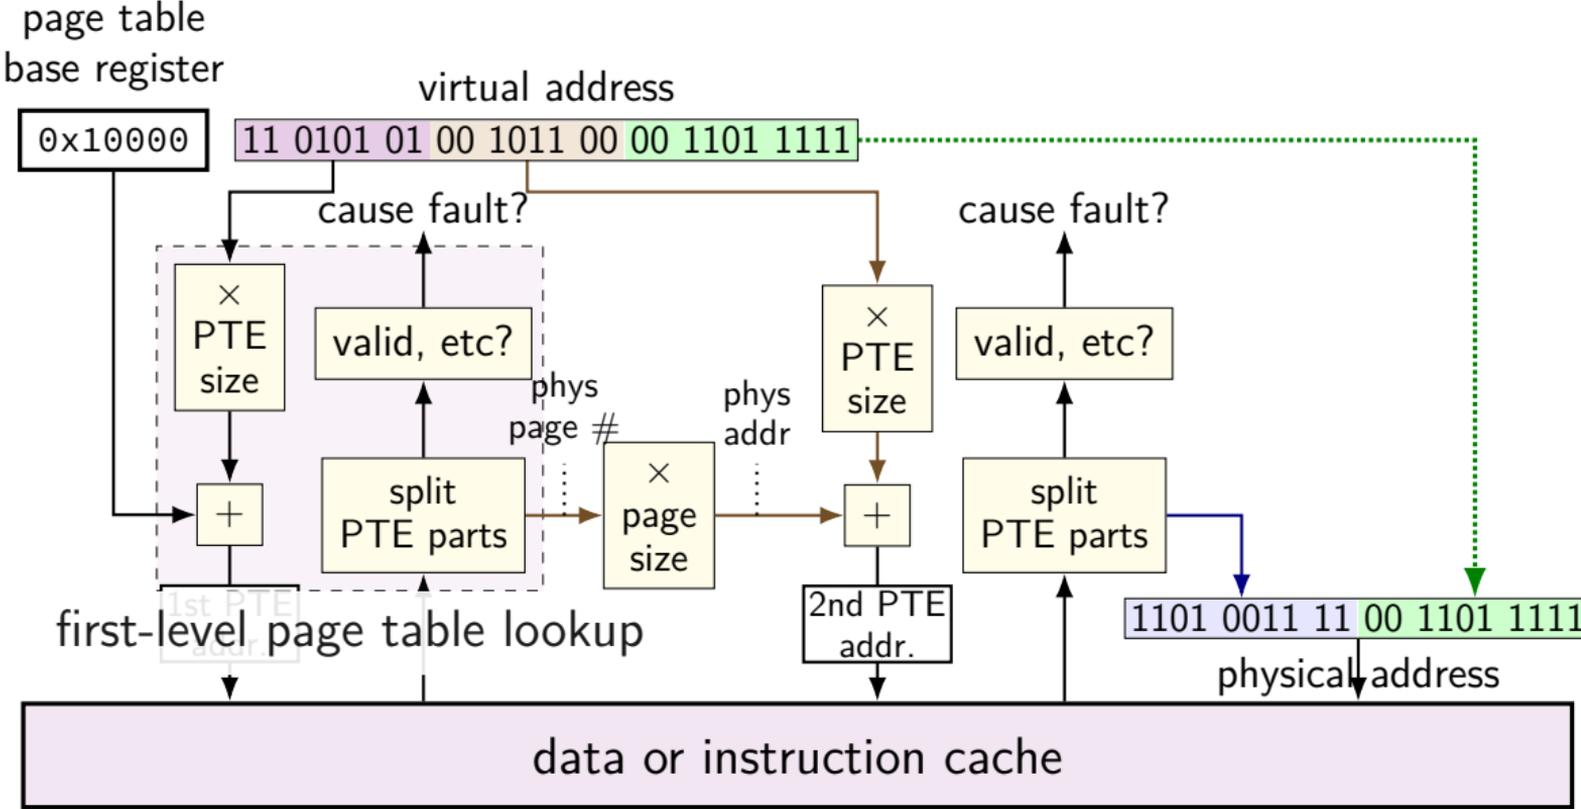 page table
base register
virtual address
0x10000
11 0101 01 00 1011 00 00 1101 1111
cause fault?
cause fault?
×
PTE
size
valid, etc?
×
PTE
size
valid, etc?
phys
page #
phys
addr
+
split
PTE parts
×
page
size
+
split
PTE parts
1st PTE
addr.
first-level page table lookup
2nd PTE
addr.
1101 0011 11 00 1101 1111
physical address
data or instruction cache